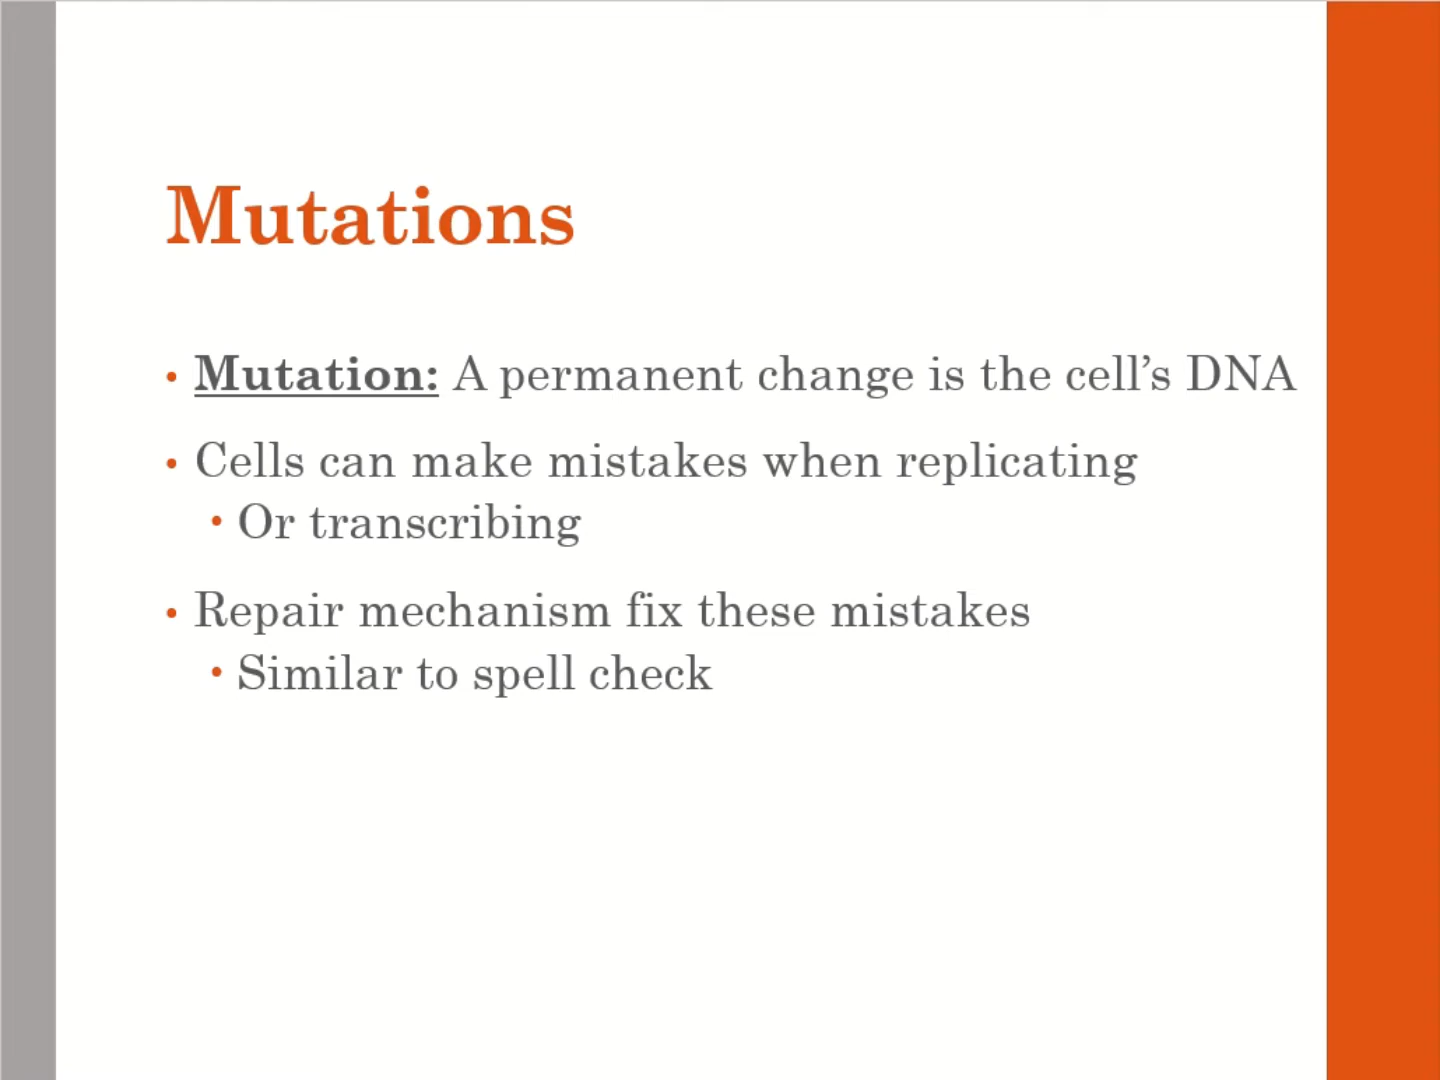 Mutations
• Mutation: A permanent change is the cell’s DNA
• Cells can make mistakes when replicating
• Or transcribing
• Repair mechanism fix these mistakes
• Similar to spell check